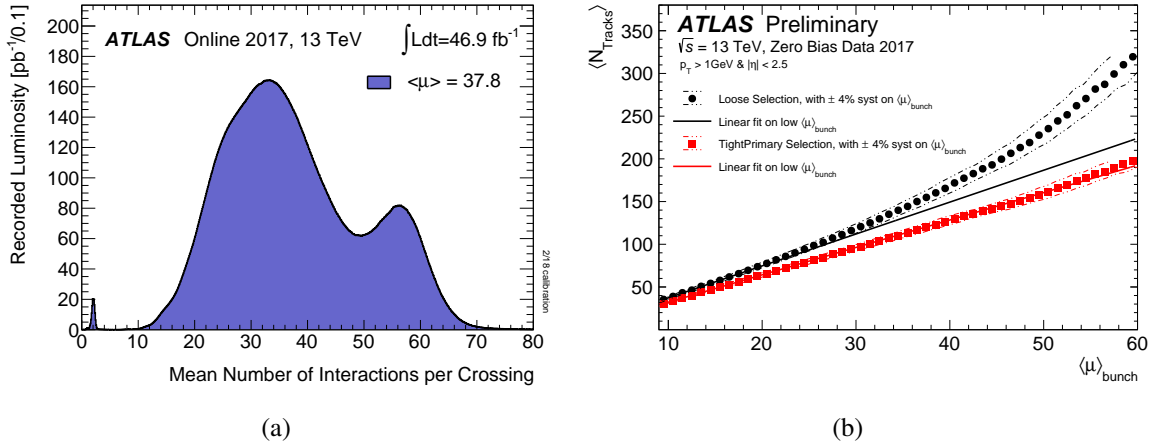 ATLAS Online 2017, 13 TeV ∫Ldt=46.9 fb⁻¹
<μ> = 37.8
Recorded Luminosity [pb⁻¹/0.1]
200
180
160
140
120
100
80
60
40
20
0
0 10 20 30 40 50 60 70 80
Mean Number of Interactions per Crossing
2/18 calibration
(a)
ATLAS Preliminary
√s = 13 TeV, Zero Bias Data 2017
p_T > 1GeV & |η| < 2.5
Loose Selection, with ± 4% syst on ⟨μ⟩_bunch
Linear fit on low ⟨μ⟩_bunch
TightPrimary Selection, with ± 4% syst on ⟨μ⟩_bunch
Linear fit on low ⟨μ⟩_bunch
⟨N_Tracks⟩
350
300
250
200
150
100
50
10 20 30 40 50 60
⟨μ⟩_bunch
(b)